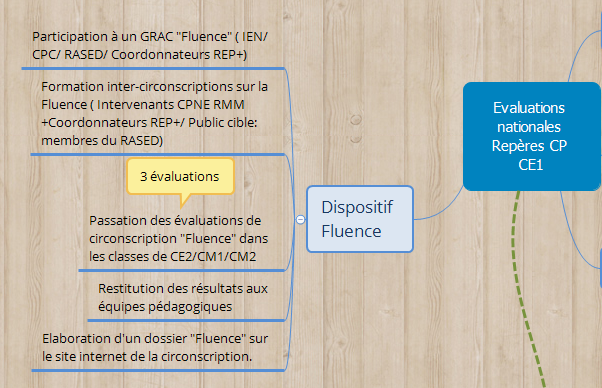 Participation à un GRAC "Fluence" ( IEN/
CPC/ RASED/ Coordonnateurs REP+)
Formation inter-circonscriptions sur la
Fluence ( Intervenants CPNE RMM
+Coordonnateurs REP+/ Public cible:
membres du RASED)
3 évaluations
Passation des évaluations de
circonscription "Fluence" dans
les classes de CE2/CM1/CM2
Restitution des résultats aux
équipes pédagogiques
Elaboration d'un dossier "Fluence" sur
le site internet de la circonscription.
Dispositif
Fluence
Evaluations
nationales
Repères CP
CE1